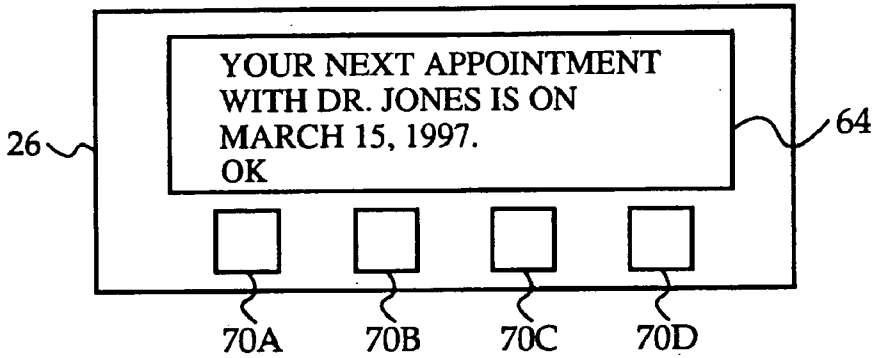 YOUR NEXT APPOINTMENT
WITH DR. JONES IS ON
MARCH 15, 1997.
OK
26
64
70A 70B 70C 70D